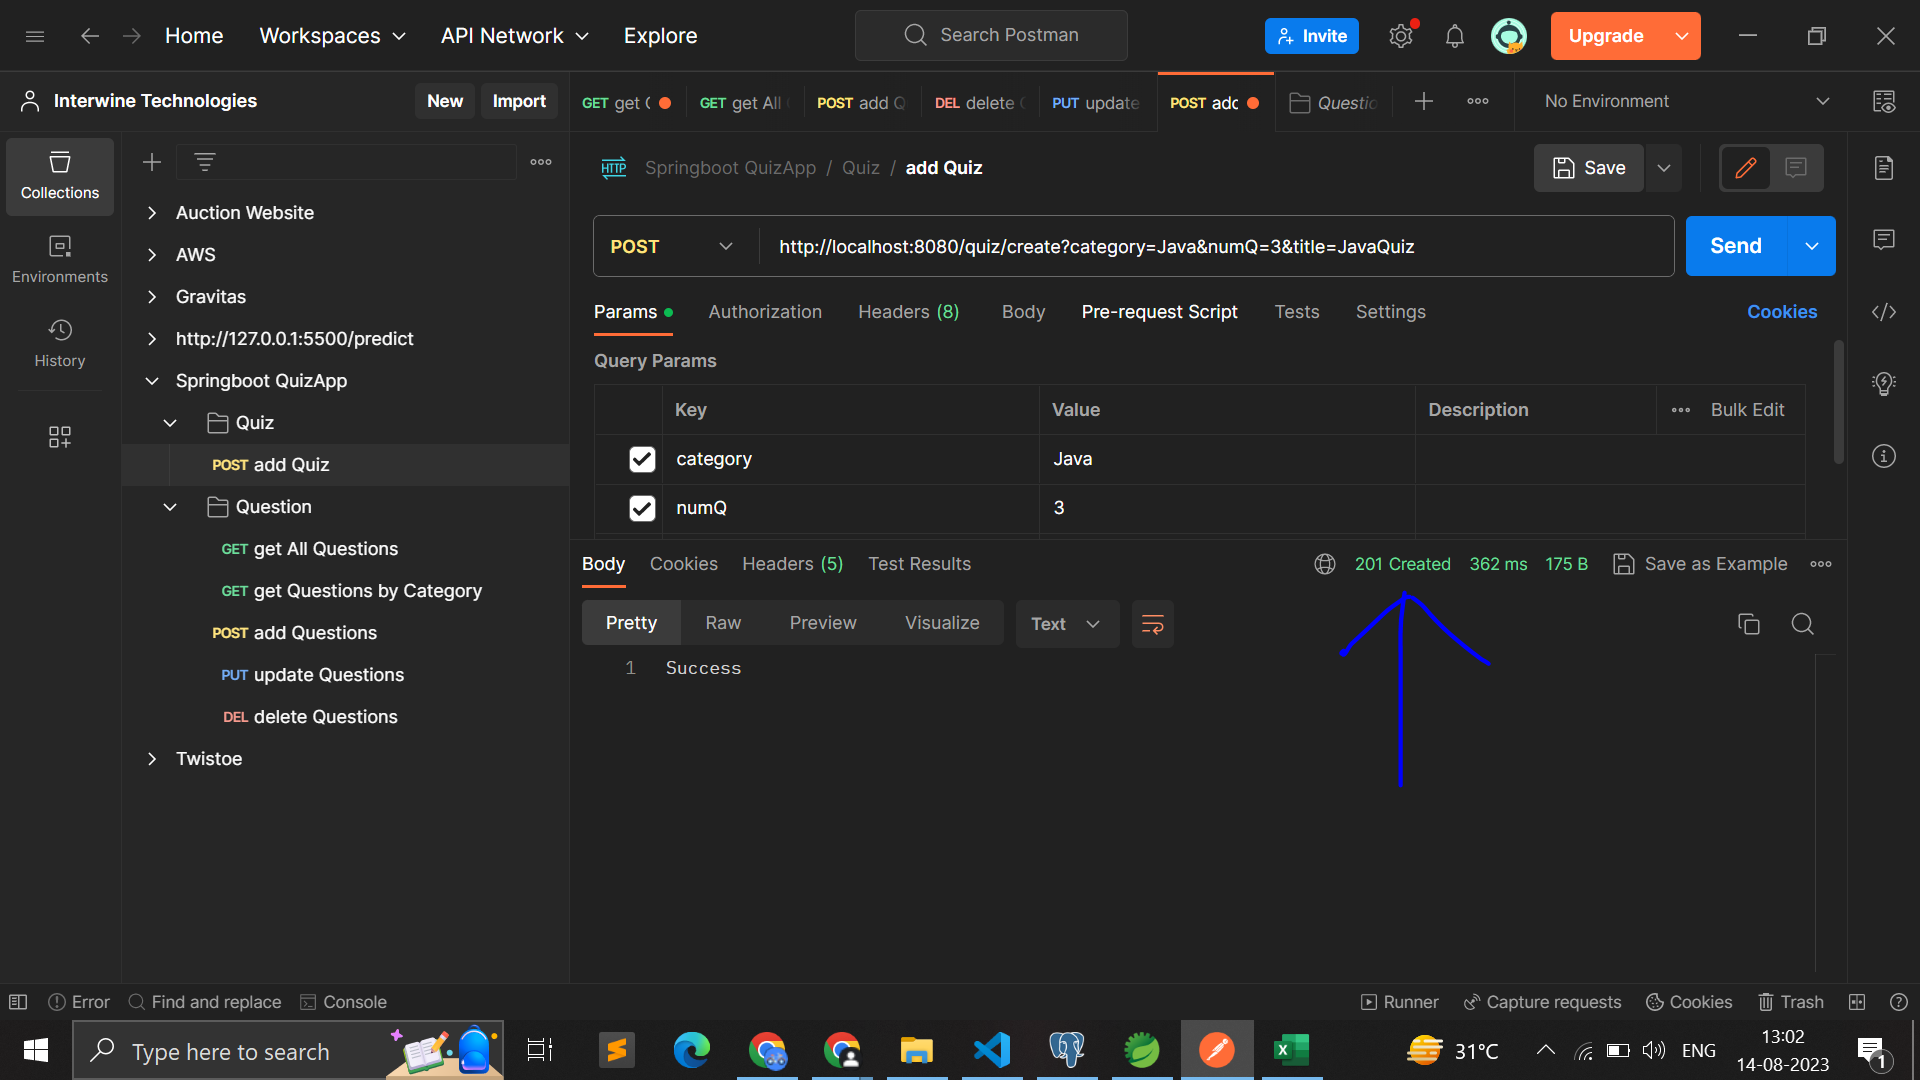 Home Workspaces API Network Explore Search Postman Invite Upgrade
Interwine Technologies New Import
GET get GET get All POST add Q DEL delete PUT update POST add Questio No Environment
Collections
Environments
History
Auction Website
AWS
Gravitas
http://127.0.0.1:5500/predict
Springboot QuizApp
Quiz
POST add Quiz
Question
GET get All Questions
GET get Questions by Category
POST add Questions
PUT update Questions
DEL delete Questions
Twistoe
HTTP Springboot QuizApp / Quiz / add Quiz Save
POST http://localhost:8080/quiz/create?category=Java&numQ=3&title=JavaQuiz Send
Params Authorization Headers (8) Body Pre-request Script Tests Settings Cookies
Query Params
Key Value Description Bulk Edit
category Java
numQ 3
Body Cookies Headers (5) Test Results 201 Created 362 ms 175 B Save as Example
Pretty Raw Preview Visualize Text
1 Success
Error Find and replace Console Runner Capture requests Cookies Trash
Type here to search 31°C ENG 13:02
14-08-2023 1